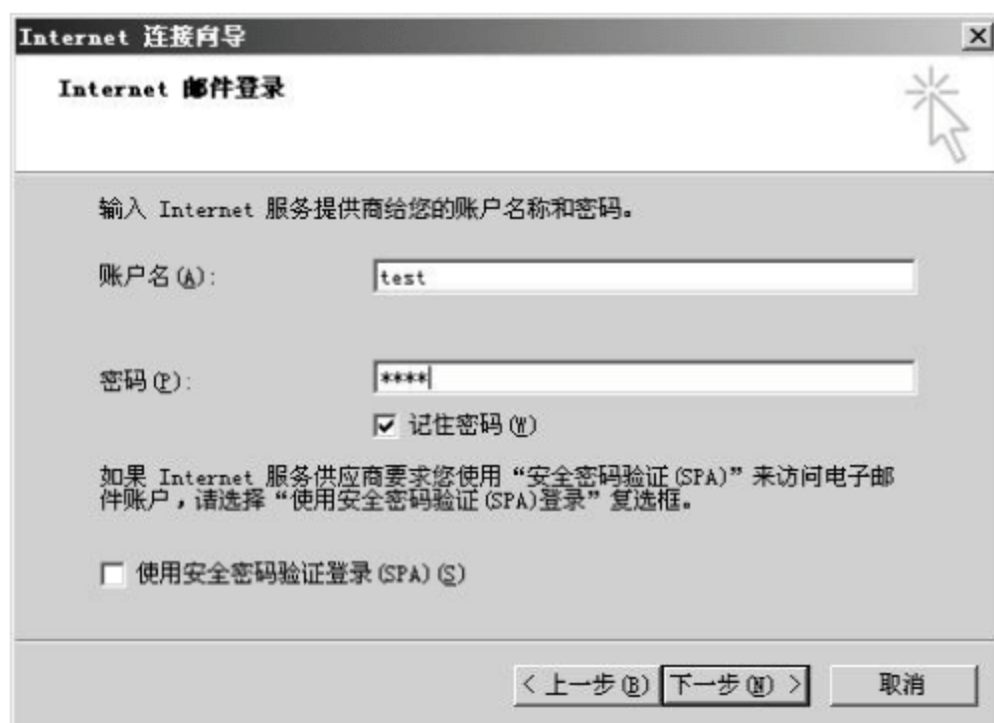 Internet 连接向导
Internet 邮件登录
输入 Internet 服务提供商给您的账户名称和密码。
账户名(A): test
密码(P): ****
记住密码(W)
如果 Internet 服务供应商要求您使用“安全密码验证(SPA)”来访问电子邮
件账户，请选择“使用安全密码验证(SPA)登录”复选框。
使用安全密码验证登录(SPA)(S)
< 上一步(B) 下一步(N) > 取消